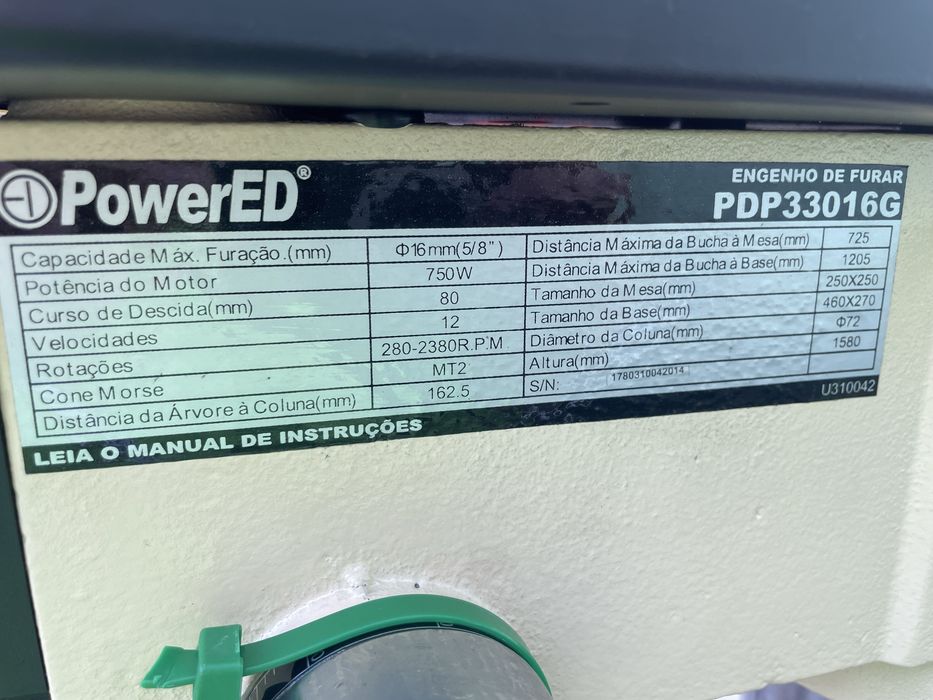 PowerED®
ENGENHO DE FURAR
PDP33016G
Capacidade Máx. Furação.(mm) Φ16mm(5/8")
Potência do Motor 750W
Curso de Descida(mm) 80
Velocidades 12
Rotações 280-2380R.P.M
Cone Morse MT2
Distância da Árvore à Coluna(mm) 162.5
Distância Máxima da Bucha à Mesa(mm) 725
Distância Máxima da Bucha à Base(mm) 1205
Tamanho da Mesa(mm) 250X250
Tamanho da Base(mm) 460X270
Diâmetro da Coluna(mm) Φ72
Altura(mm) 1580
S/N: 1780310042014
LEIA O MANUAL DE INSTRUÇÕES
U310042